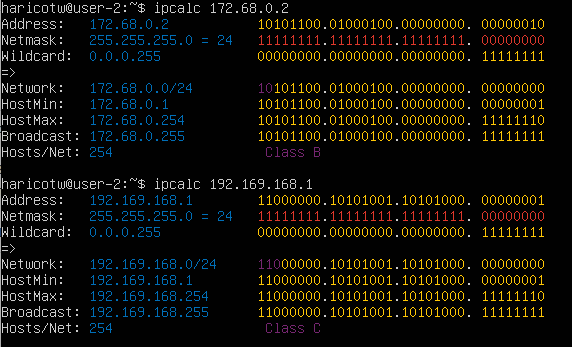 haricotw@user-2:~$ ipcalc 172.68.0.2
Address: 172.68.0.2 10101100.01000100.00000000. 00000010
Netmask: 255.255.255.0 = 24 11111111.11111111.11111111. 00000000
Wildcard: 0.0.0.255 00000000.00000000.00000000. 11111111
=>
Network: 172.68.0.0/24 10101100.01000100.00000000. 00000000
HostMin: 172.68.0.1 10101100.01000100.00000000. 00000001
HostMax: 172.68.0.254 10101100.01000100.00000000. 11111110
Broadcast: 172.68.0.255 10101100.01000100.00000000. 11111111
Hosts/Net: 254 Class B
haricotw@user-2:~$ ipcalc 192.169.168.1
Address: 192.169.168.1 11000000.10101001.10101000. 00000001
Netmask: 255.255.255.0 = 24 11111111.11111111.11111111. 00000000
Wildcard: 0.0.0.255 00000000.00000000.00000000. 11111111
=>
Network: 192.169.168.0/24 11000000.10101001.10101000. 00000000
HostMin: 192.169.168.1 11000000.10101001.10101000. 00000001
HostMax: 192.169.168.254 11000000.10101001.10101000. 11111110
Broadcast: 192.169.168.255 11000000.10101001.10101000. 11111111
Hosts/Net: 254 Class C